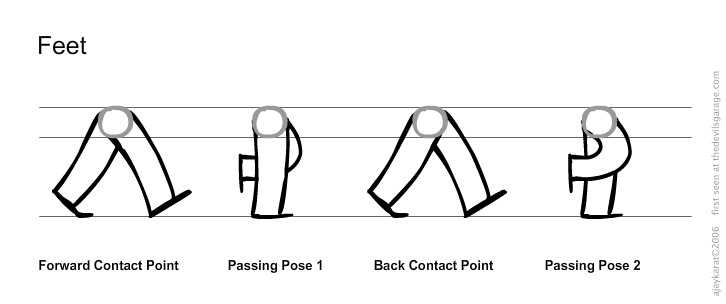 Feet
Forward Contact Point
Passing Pose 1
Back Contact Point
Passing Pose 2
ajaykarat©2006 first seen at thedevilsgarage.com